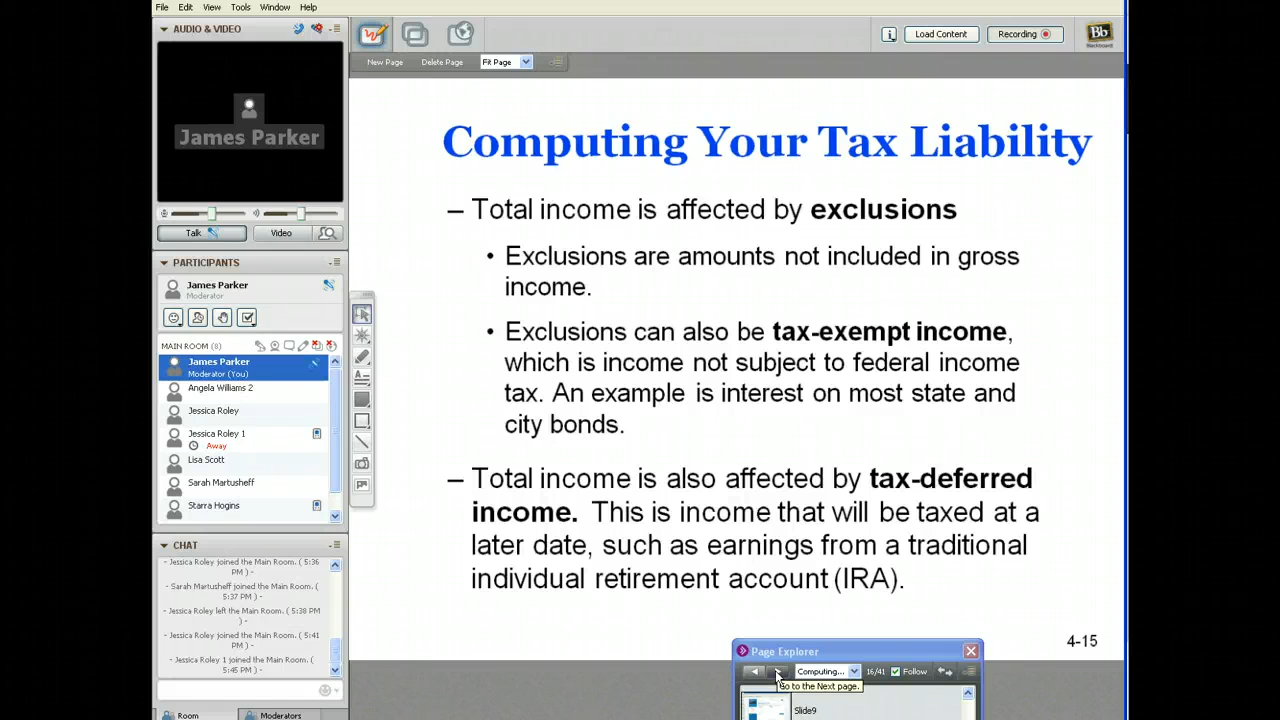 File Edit View Tools Window Help
AUDIO & VIDEO
James Parker
Talk
Video
PARTICIPANTS
James Parker
Moderator
MAIN ROOM (8)
James Parker
Moderator (You)
Angela Williams 2
Jessica Roley
Jessica Roley 1
Away
Lisa Scott
Sarah Martusheff
Starra Hogins
CHAT
- Jessica Roley joined the Main Room. ( 5:36
PM ) -
- Sarah Martusheff joined the Main Room. (
5:37 PM ) -
- Jessica Roley left the Main Room. ( 5:38 PM
) -
- Jessica Roley joined the Main Room. ( 5:41
PM ) -
- Jessica Roley 1 joined the Main Room. (
5:45 PM ) -
Room
Moderators
Load Content
Recording
Bb
Blackboard
New Page Delete Page Fit Page
Computing Your Tax Liability
– Total income is affected by exclusions
• Exclusions are amounts not included in gross
income.
• Exclusions can also be tax-exempt income,
which is income not subject to federal income
tax. An example is interest on most state and
city bonds.
– Total income is also affected by tax-deferred
income. This is income that will be taxed at a
later date, such as earnings from a traditional
individual retirement account (IRA).
4-15
Page Explorer
Computing... 16/41 Follow
Go to the Next page.
Slide9